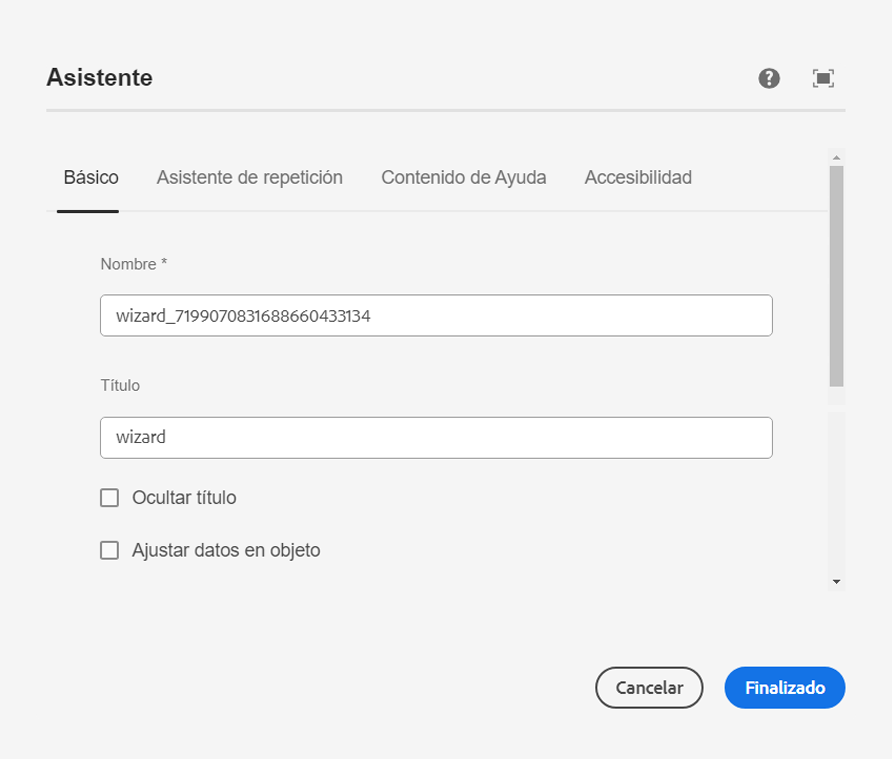 Asistente
Básico Asistente de repetición Contenido de Ayuda Accesibilidad
Nombre *
wizard_7199070831688660433134
Título
wizard
Ocultar título
Ajustar datos en objeto
Cancelar Finalizado